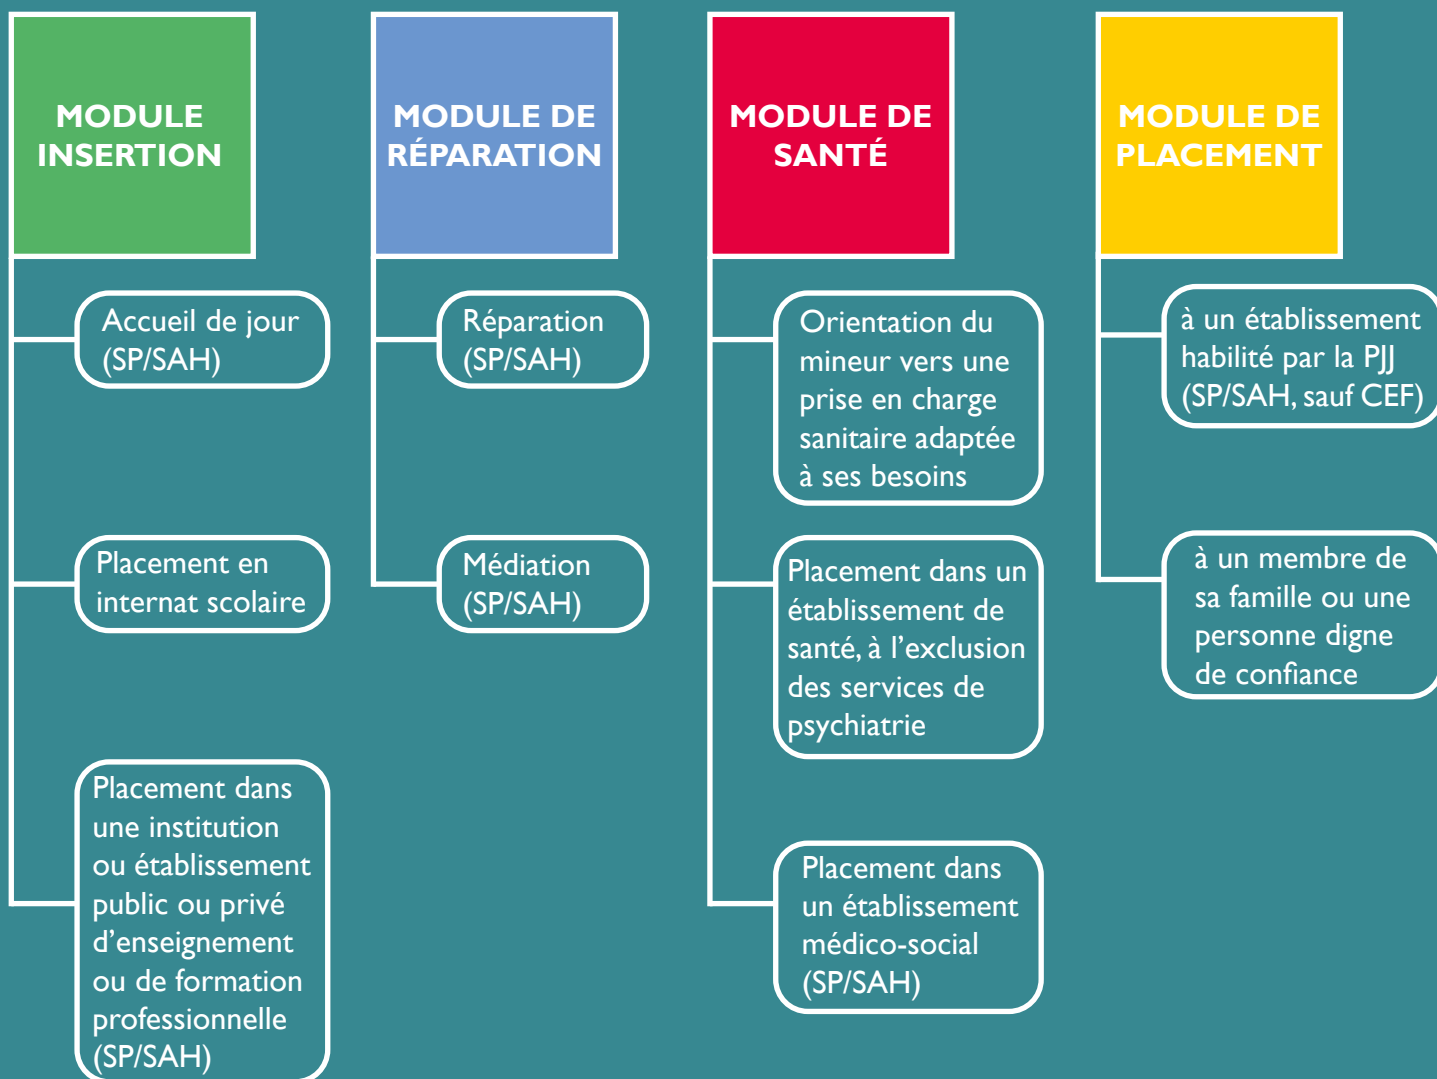 MODULE
INSERTION
Accueil de jour
(SP/SAH)
Placement en
internat scolaire
Placement dans
une institution
ou établissement
public ou privé
d’enseignement
ou de formation
professionnelle
(SP/SAH)
MODULE DE
RÉPARATION
Réparation
(SP/SAH)
Médiation
(SP/SAH)
MODULE DE
SANTÉ
Orientation du
mineur vers une
prise en charge
sanitaire adaptée
à ses besoins
Placement dans un
établissement de
santé, à l’exclusion
des services de
psychiatrie
Placement dans
un établissement
médico-social
(SP/SAH)
MODULE DE
PLACEMENT
à un établissement
habilité par la PJJ
(SP/SAH, sauf CEF)
à un membre de
sa famille ou une
personne digne
de confiance